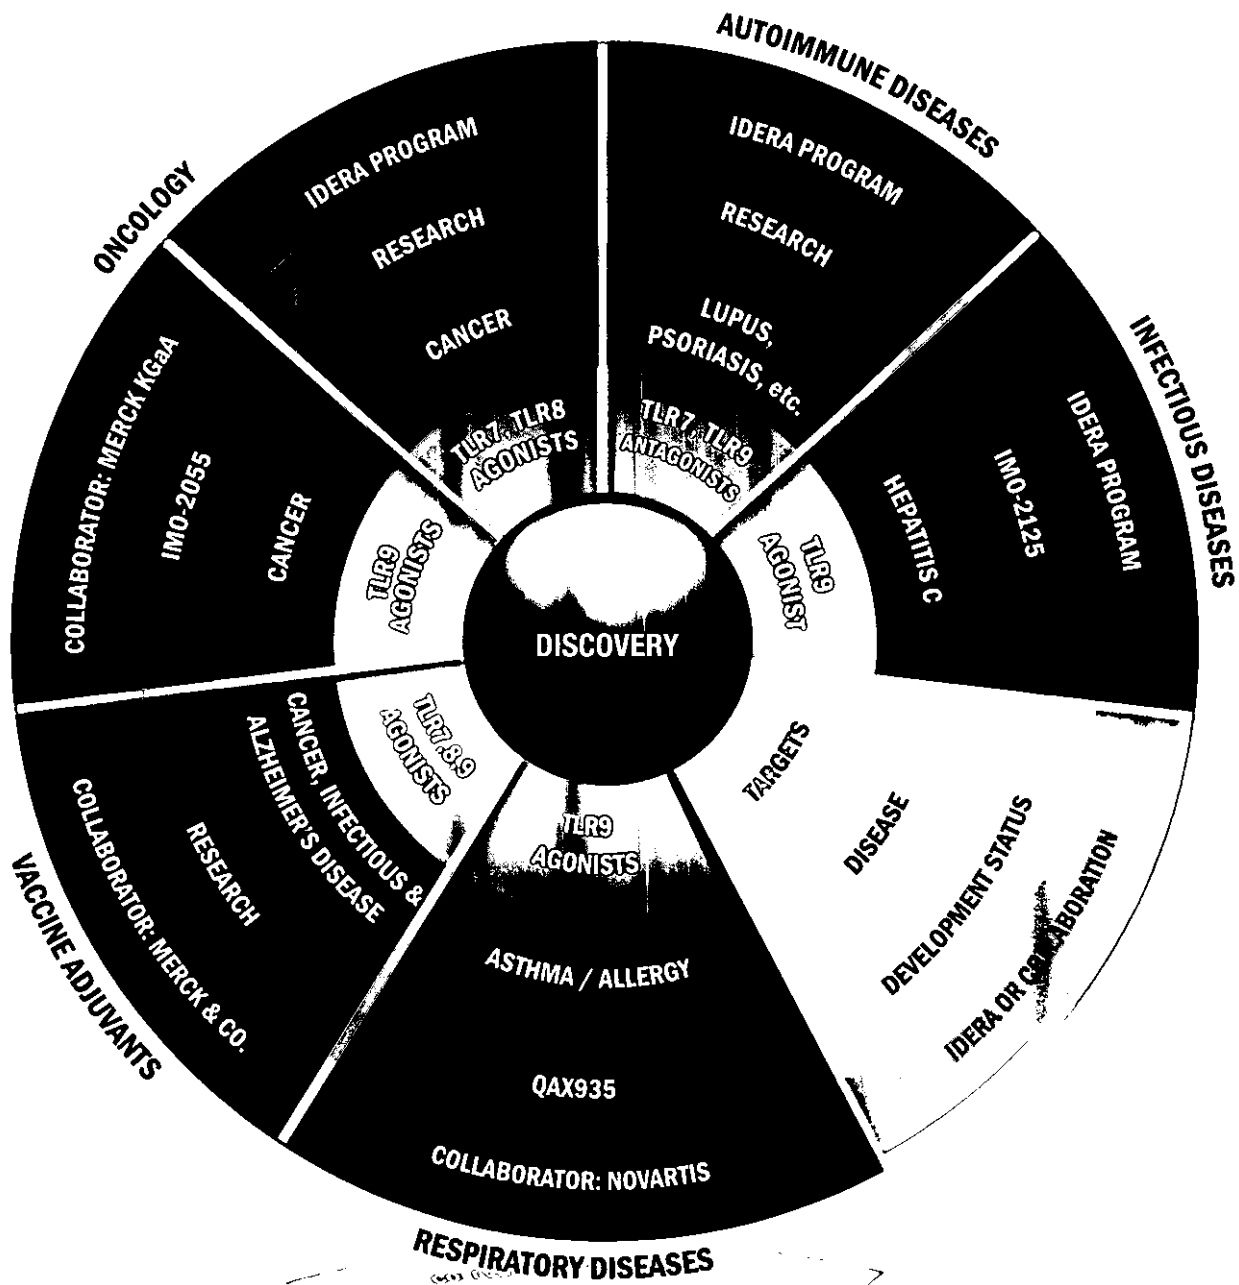 AUTOIMMUNE DISEASES
IDERA PROGRAM
RESEARCH
LUPUS,
PSORIASIS, etc.
TLR7, TLR9
ANTAGONISTS
INFECTIOUS DISEASES
IDERA PROGRAM
IMO-2125
HEPATITIS C
TLR9
AGONIST
TARGETS
DISEASE
DEVELOPMENT STATUS
IDERA OR COLLABORATION
RESPIRATORY DISEASES
TLR9
AGONISTS
ASTHMA / ALLERGY
QAX935
COLLABORATOR: NOVARTIS
VACCINE ADJUVANTS
TLR7,8,9
AGONISTS
CANCER, INFECTIOUS &
ALZHEIMER'S DISEASE
RESEARCH
COLLABORATOR: MERCK & CO.
ONCOLOGY
COLLABORATOR: MERCK KGaA
IMO-2055
CANCER
TLR9
AGONISTS
IDERA PROGRAM
RESEARCH
CANCER
TLR7, TLR8
AGONISTS
DISCOVERY